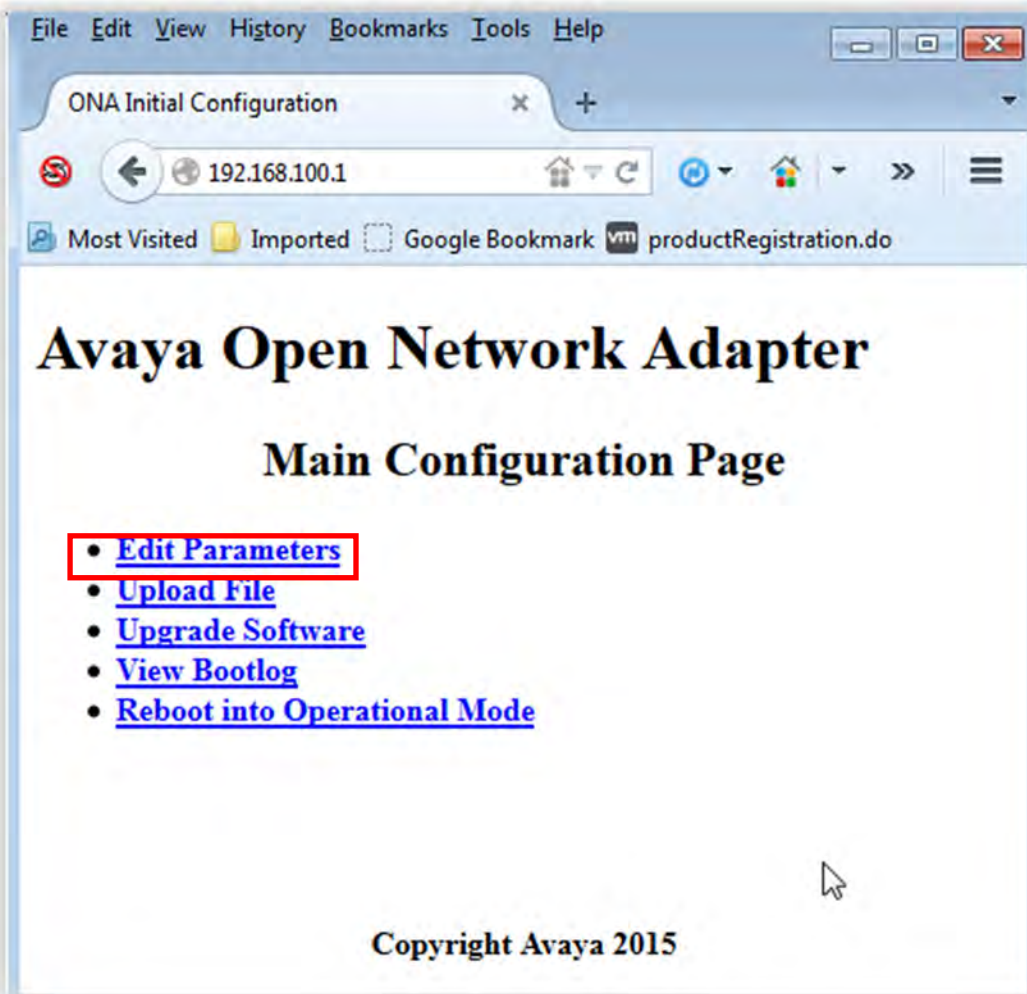 File Edit View History Bookmarks Tools Help
ONA Initial Configuration
192.168.100.1
Most Visited Imported Google Bookmark vm productRegistration.do
Avaya Open Network Adapter
Main Configuration Page
• Edit Parameters
• Upload File
• Upgrade Software
• View Bootlog
• Reboot into Operational Mode
Copyright Avaya 2015